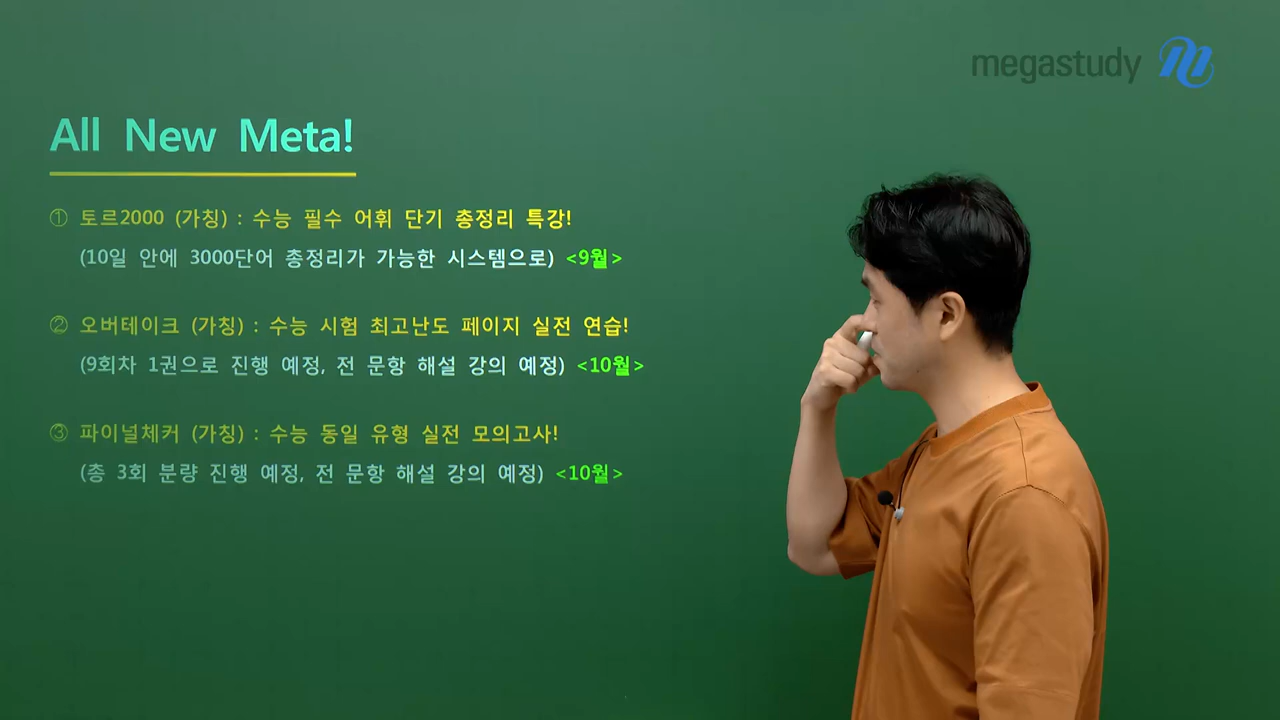 megastudy
All New Meta!
① 토르2000 (가칭) : 수능 필수 어휘 단기 총정리 특강!
(10일 안에 3000단어 총정리가 가능한 시스템으로) <9월>
② 오버테이크 (가칭) : 수능 시험 최고난도 페이지 실전 연습!
(9회차 1권으로 진행 예정, 전 문항 해설 강의 예정) <10월>
③ 파이널체커 (가칭) : 수능 동일 유형 실전 모의고사!
(총 3회 분량 진행 예정, 전 문항 해설 강의 예정) <10월>